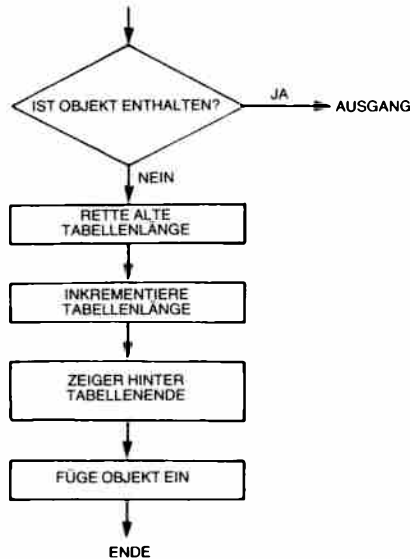 IST OBJEKT ENTHALTEN?
JA
AUSGANG
NEIN
RETTE ALTE
TABELLENLÄNGE
INKREMENTIERE
TABELLENLÄNGE
ZEIGER HINTER
TABELLENENDE
FÜGE OBJEKT EIN
ENDE